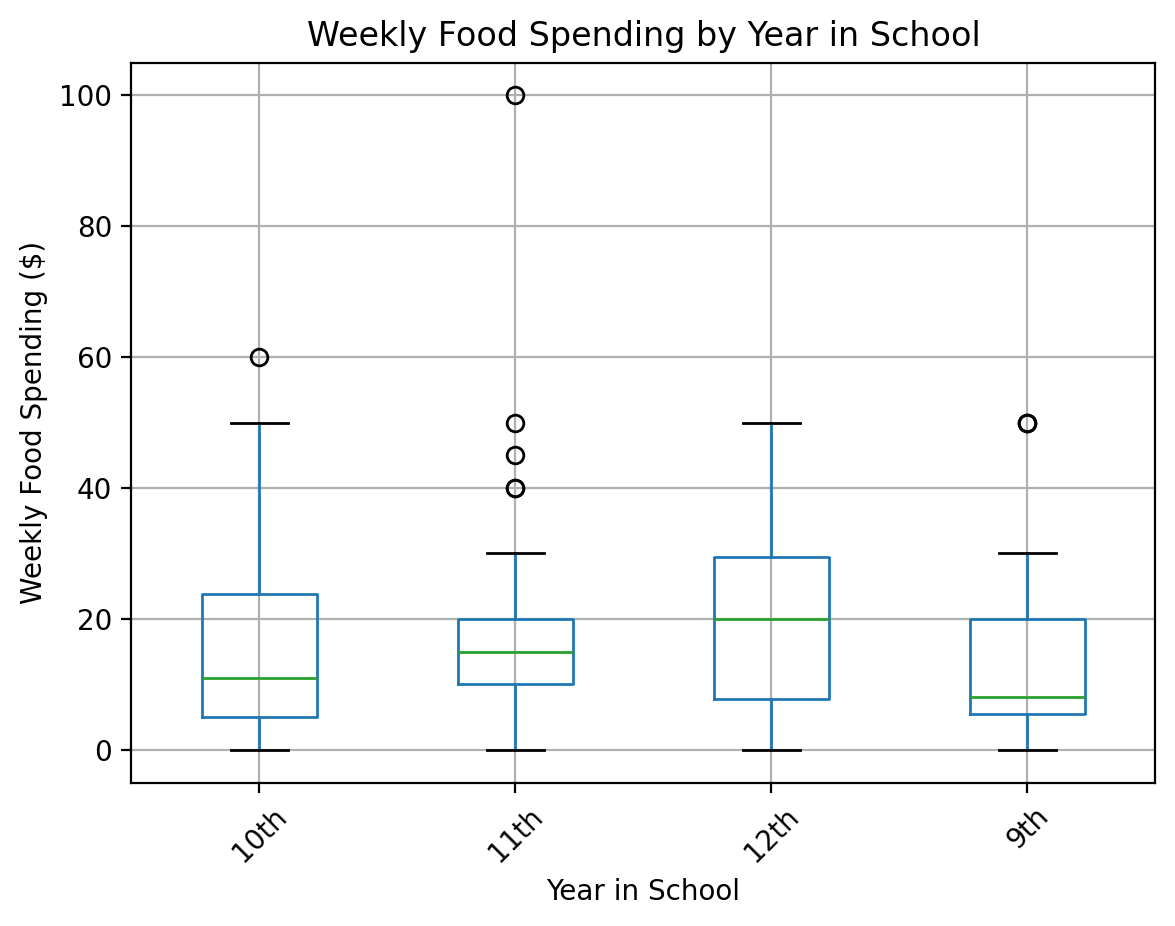 Weekly Food Spending by Year in School
Weekly Food Spending ($)
100
80
60
40
20
0
10th
11th
12th
9th
Year in School